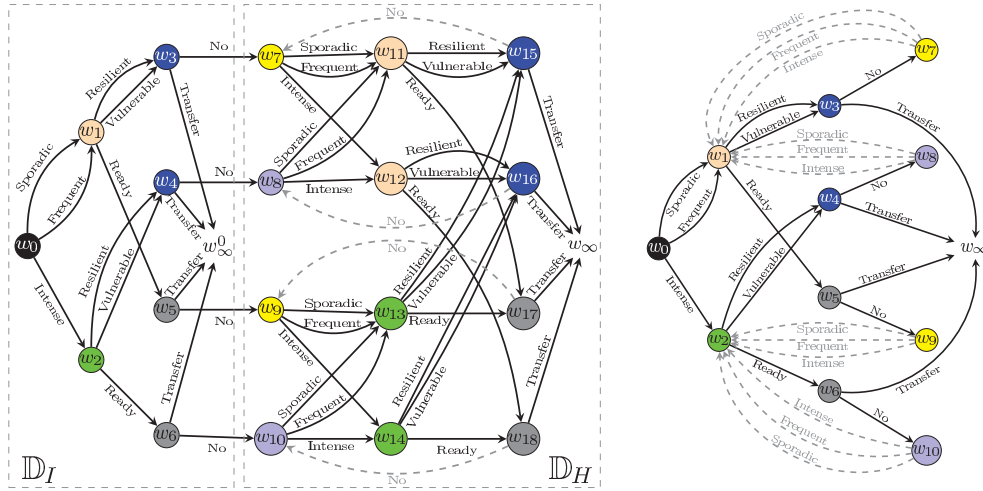 No
w3
No
w7
Sporadic
Frequent
w11
Resilient
Vulnerable
w15
Resilient
Vulnerable
w1
Transfer
Intense
Ready
Transfer
Sporadic
Frequent
Ready
w4
No
w8
Sporadic
Frequent
Intense
w12
Resilient
Vulnerable
w16
Transfer
No
Ready
Transfer
w0
w∞0
w∞
No
Resilient
Vulnerable
Transfer
Resilient
Vulnerable
Transfer
Intense
w5
No
w9
Sporadic
Frequent
w13
Ready
w17
w2
Intense
Transfer
Resilient
Vulnerable
Transfer
Ready
Sporadic
Frequent
w6
No
w10
Intense
w14
Ready
w18
No
𝔻I
𝔻H
Sporadic
Frequent
Intense
w7
No
Resilient
Vulnerable
w3
Transfer
w1
Sporadic
Frequent
Intense
w8
No
Sporadic
Frequent
Ready
w4
Transfer
w0
w∞
Resilient
Vulnerable
Intense
w5
Transfer
No
w2
Sporadic
Frequent
Intense
w9
Ready
w6
Transfer
No
Intense
Frequent
Sporadic
w10